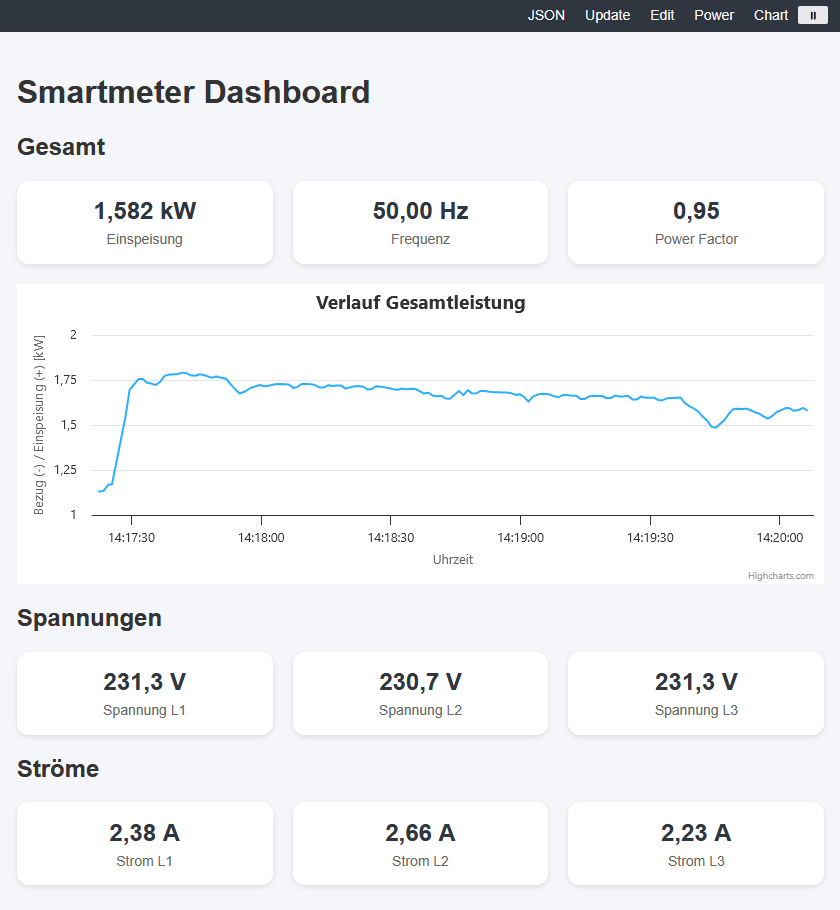 JSON Update Edit Power Chart
Smartmeter Dashboard
Gesamt
1,582 kW
Einspeisung
50,00 Hz
Frequenz
0,95
Power Factor
Verlauf Gesamtleistung
Bezug (-) / Einspeisung (+) [kW]
2
1,75
1,5
1,25
1
14:17:30 14:18:00 14:18:30 14:19:00 14:19:30 14:20:00
Uhrzeit
Highcharts.com
Spannungen
231,3 V
Spannung L1
230,7 V
Spannung L2
231,3 V
Spannung L3
Ströme
2,38 A
Strom L1
2,66 A
Strom L2
2,23 A
Strom L3